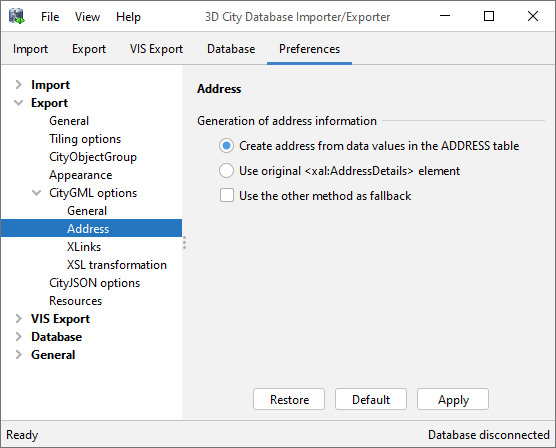 File View Help 3D City Database Importer/Exporter
Import Export VIS Export Database Preferences
Import
Export
General
Tiling options
CityObjectGroup
Appearance
CityGML options
General
Address
XLinks
XSL transformation
CityJSON options
Resources
VIS Export
Database
General
Address
Generation of address information
Create address from data values in the ADDRESS table
Use original <xal:AddressDetails> element
Use the other method as fallback
Restore Default Apply
Ready Database disconnected